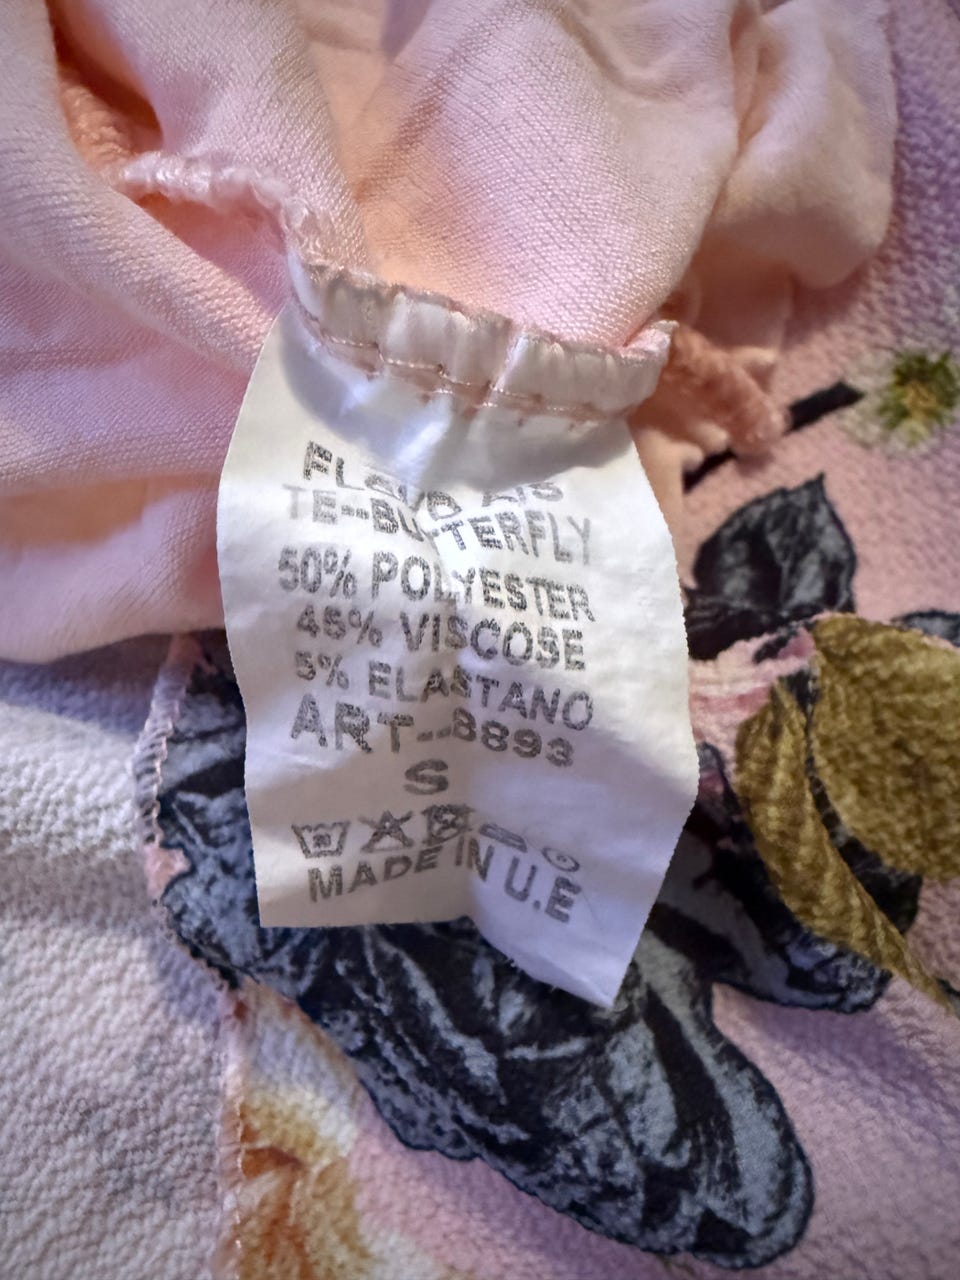 TE--BUTTERFLY
50% POLYESTER
45% VISCOSE
5% ELASTANO
ART--8893
S
MADE IN U.E